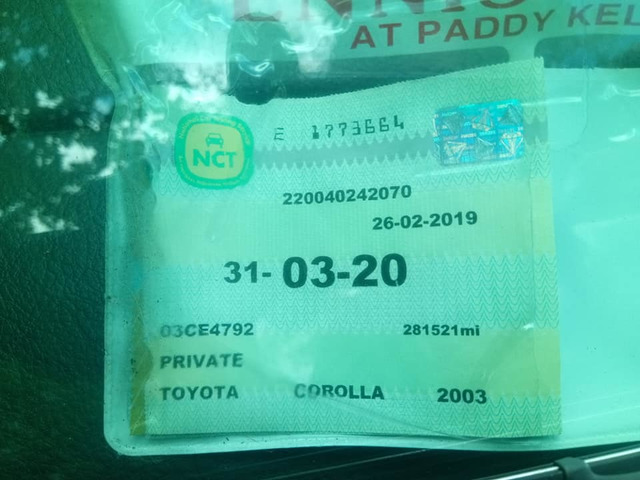 AT PADDY KEL
E 1773664
NCT
220040242070
26-02-2019
31- 03-20
03CE4792 281521mi
PRIVATE
TOYOTA COROLLA 2003